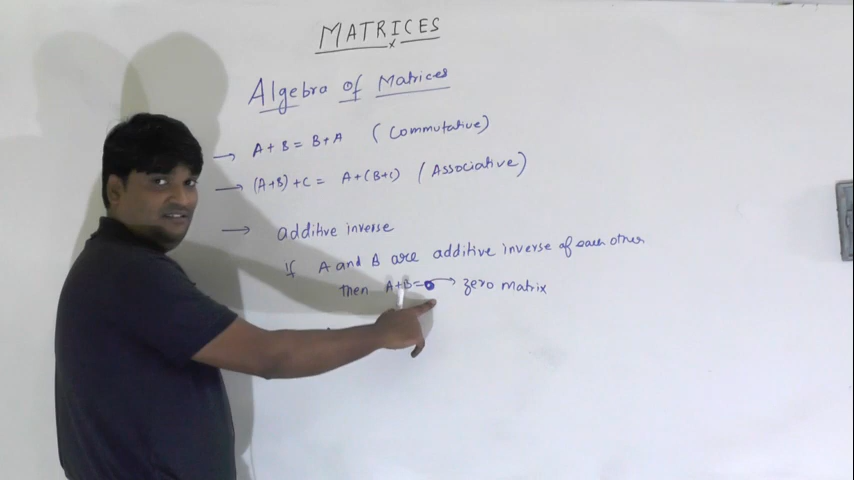 MATRICES
x
Algebra of Matrices
→ A + B = B + A (Commutative)
→ (A+B) + C = A + (B+C) (Associative)
→ additive inverse
If A and B are additive inverse of each other
then A+B=0 → zero matrix